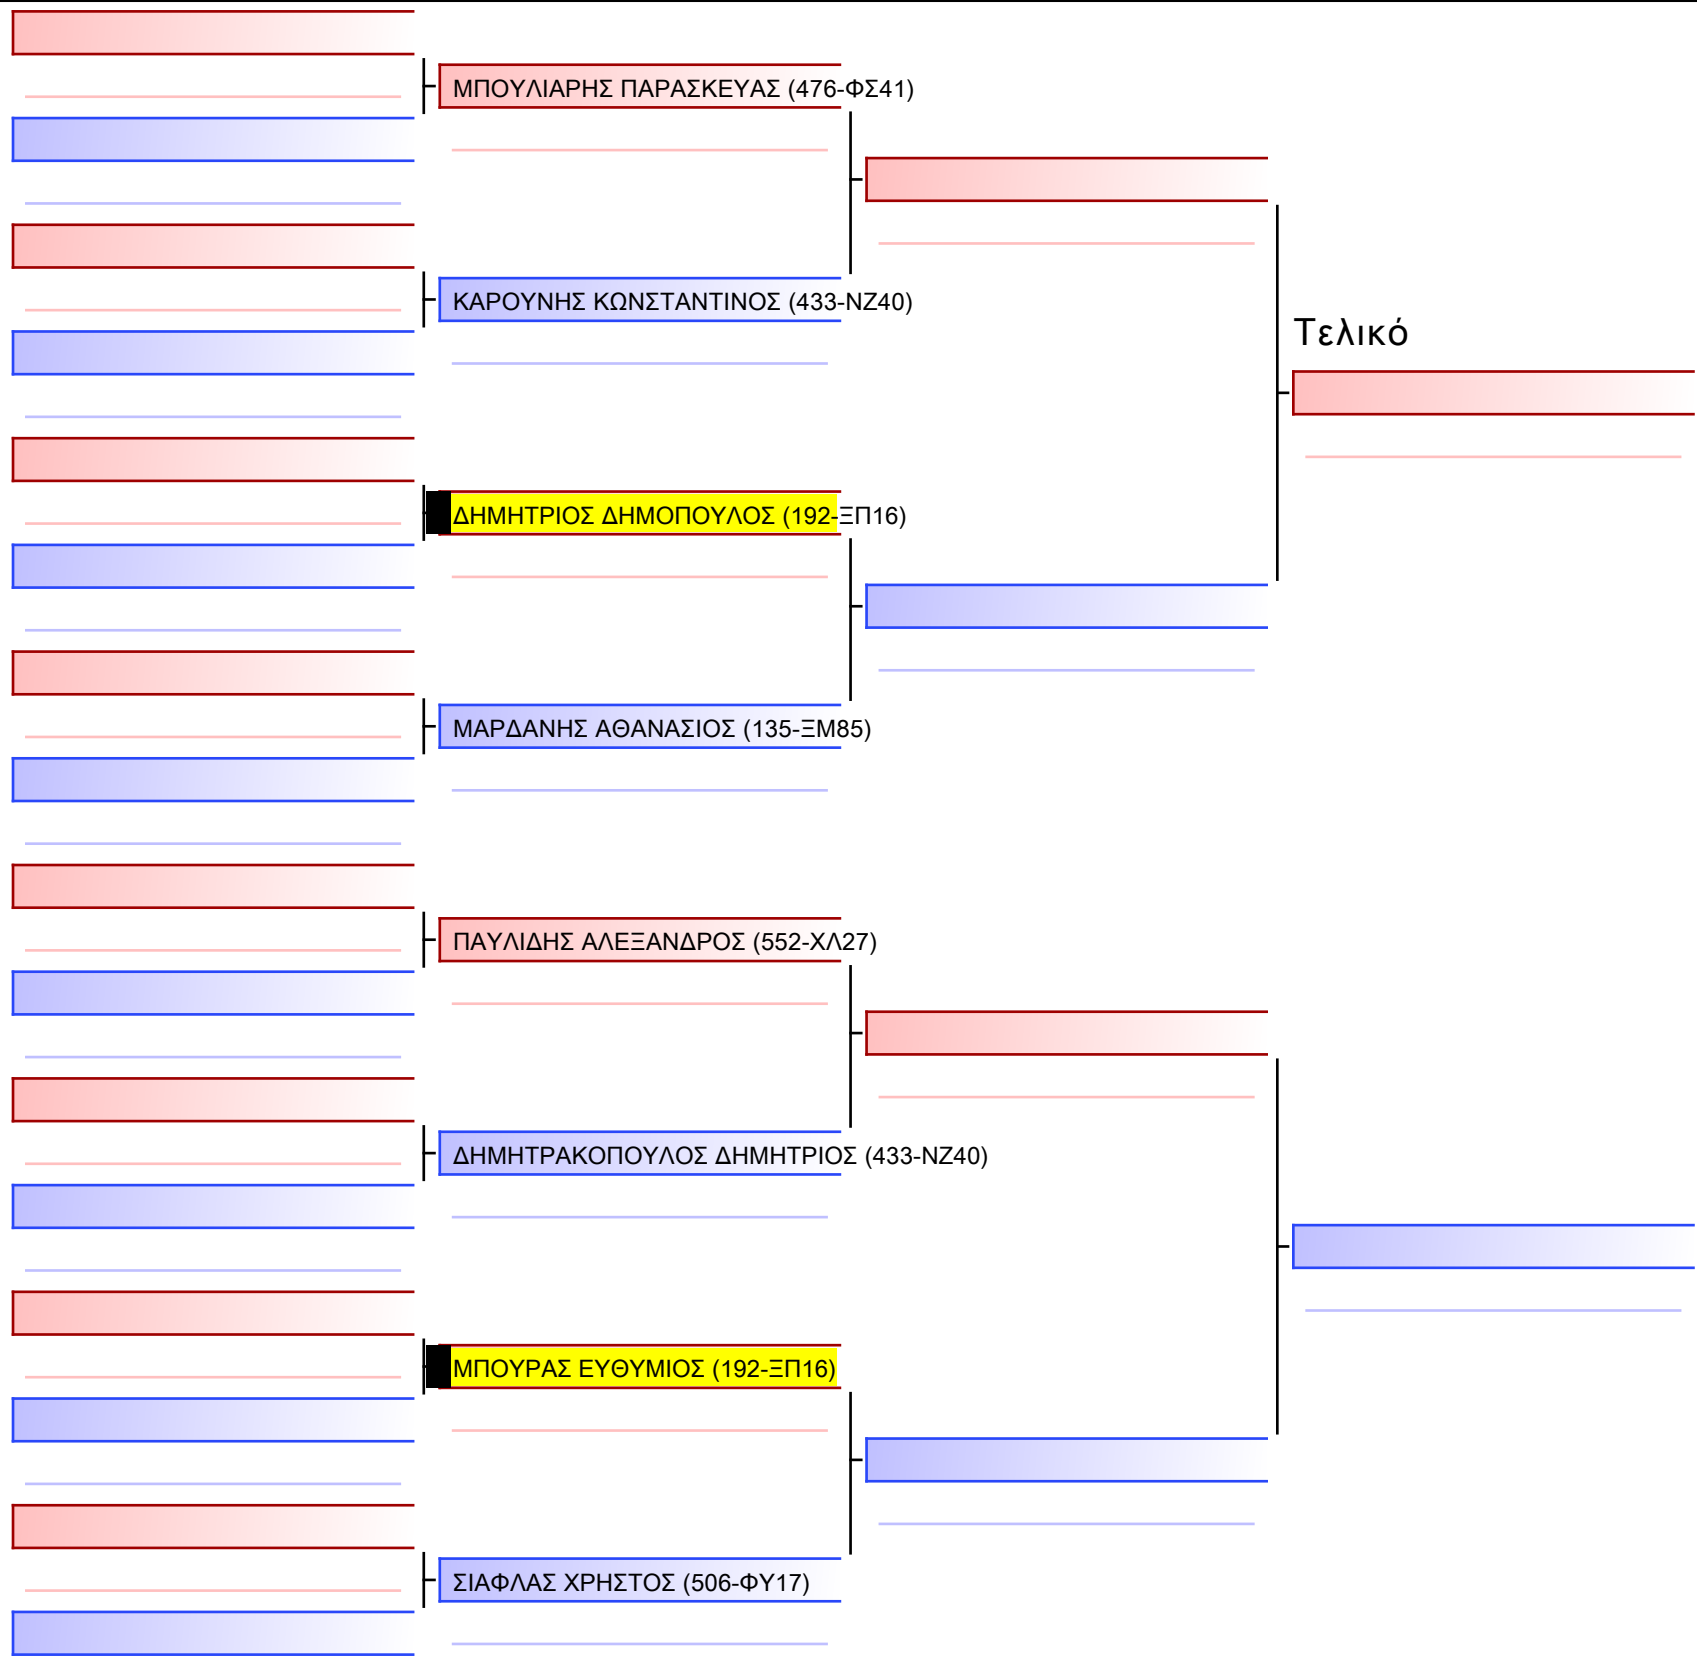 ΜΠΟΥΛΙΑΡΗΣ ΠΑΡΑΣΚΕΥΑΣ (476-ΦΣ41)
ΚΑΡΟΥΝΗΣ ΚΩΝΣΤΑΝΤΙΝΟΣ (433-ΝΖ40)
Τελικό
ΔΗΜΗΤΡΙΟΣ ΔΗΜΟΠΟΥΛΟΣ (192-ΞΠ16)
ΜΑΡΔΑΝΗΣ ΑΘΑΝΑΣΙΟΣ (135-ΞΜ85)
ΠΑΥΛΙΔΗΣ ΑΛΕΞΑΝΔΡΟΣ (552-ΧΛ27)
ΔΗΜΗΤΡΑΚΟΠΟΥΛΟΣ ΔΗΜΗΤΡΙΟΣ (433-ΝΖ40)
ΜΠΟΥΡΑΣ ΕΥΘΥΜΙΟΣ (192-ΞΠ16)
ΣΙΑΦΛΑΣ ΧΡΗΣΤΟΣ (506-ΦΥ17)